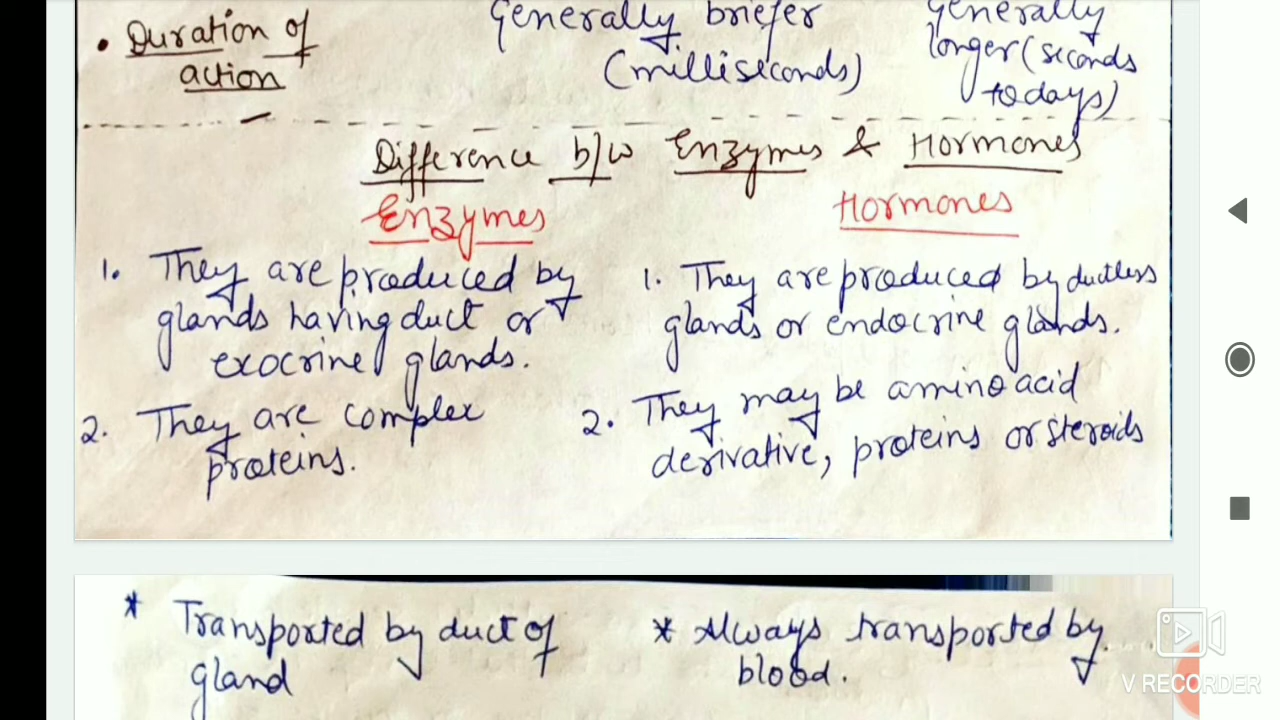 Generally briefer
(milliseconds)
Generally
longer (seconds
to days)
• Duration of
action
Difference b/w Enzymes & Hormones
Enzymes
Hormones
1. They are produced by
glands having duct or
exocrine glands.
1. They are produced by ductless
glands or endocrine glands.
2. They are complex
proteins.
2. They may be amino acid
derivative, proteins or steroids
* Transported by duct of
gland
* Always transported by
blood.
V RECORDER